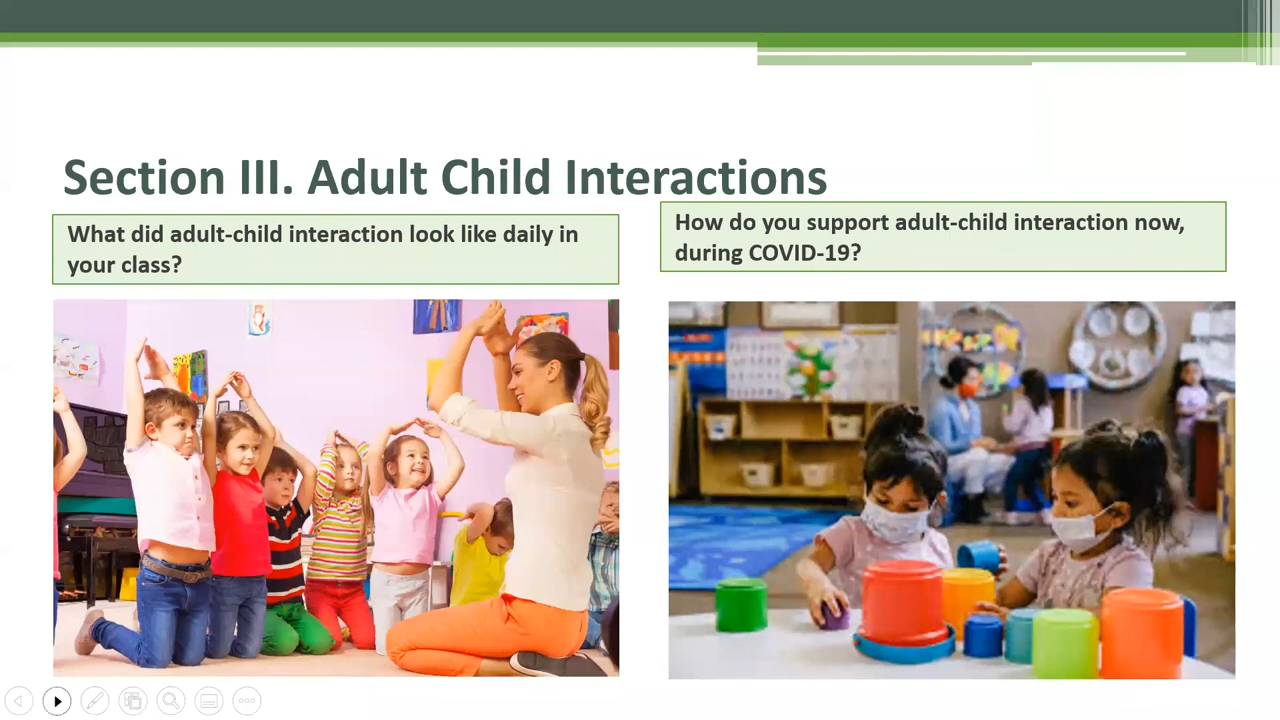 Section III. Adult Child Interactions
What did adult-child interaction look like daily in
your class?
How do you support adult-child interaction now,
during COVID-19?